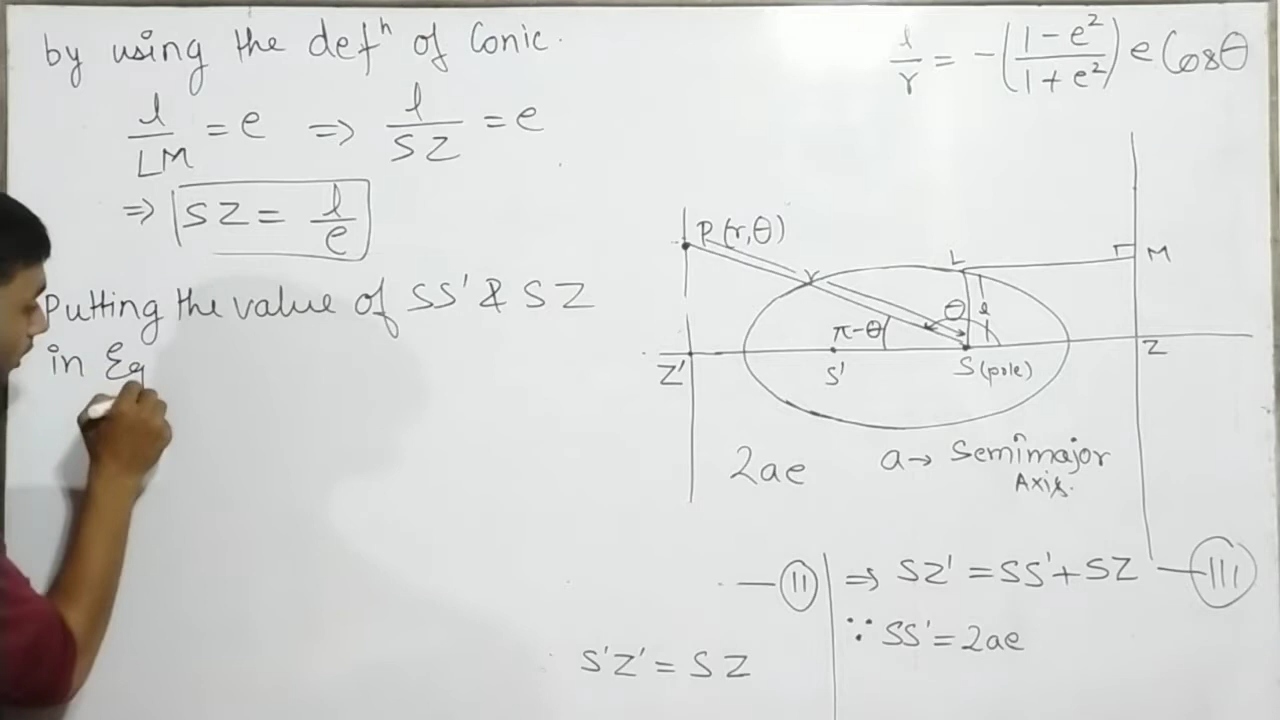 by using the defⁿ of Conic.
l/LM = e ⇒ l/SZ = e
⇒ SZ = l/e
Putting the value of SS' & SZ
in Eq
l/r = -((1-e²)/(1+e²)) e Cosθ
P(r,θ)
L
M
θ
l
π-θ
Z'
S'
S(pole)
Z
2ae
a→ Semimajor
Axis.
— (II)
⇒ SZ' = SS' + SZ — (III)
∵ SS' = 2ae
S'Z' = SZ